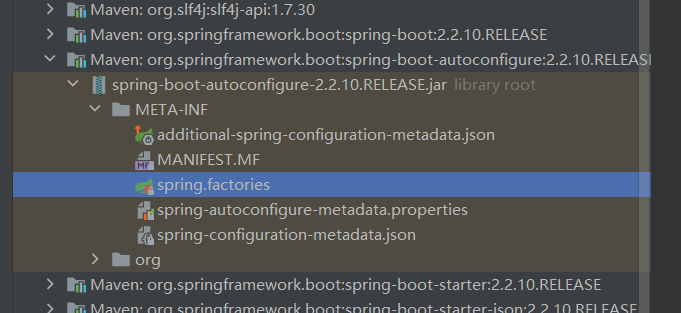 Maven: org.slf4j:slf4j-api:1.7.30
Maven: org.springframework.boot:spring-boot:2.2.10.RELEASE
Maven: org.springframework.boot:spring-boot-autoconfigure:2.2.10.RELEASE
spring-boot-autoconfigure-2.2.10.RELEASE.jar library root
META-INF
additional-spring-configuration-metadata.json
MF MANIFEST.MF
spring.factories
spring-autoconfigure-metadata.properties
spring-configuration-metadata.json
org
Maven: org.springframework.boot:spring-boot-starter:2.2.10.RELEASE
Maven: org.springframework.boot:spring-boot-starter-json:2.2.10.RELEASE